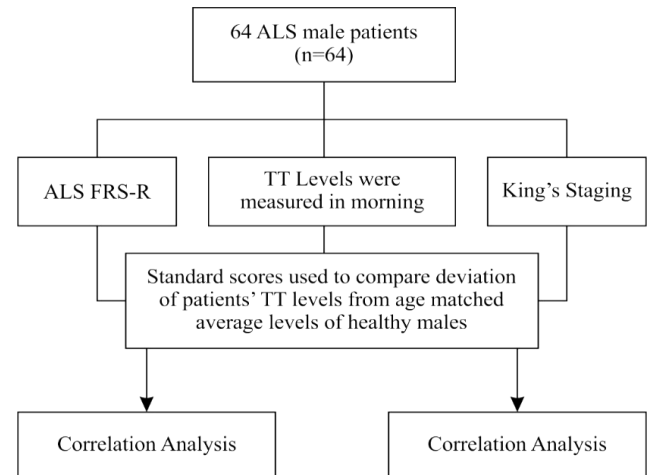 64 ALS male patients
(n=64)
ALS FRS-R
TT Levels were
measured in morning
King’s Staging
Standard scores used to compare deviation
of patients’ TT levels from age matched
average levels of healthy males
Correlation Analysis
Correlation Analysis